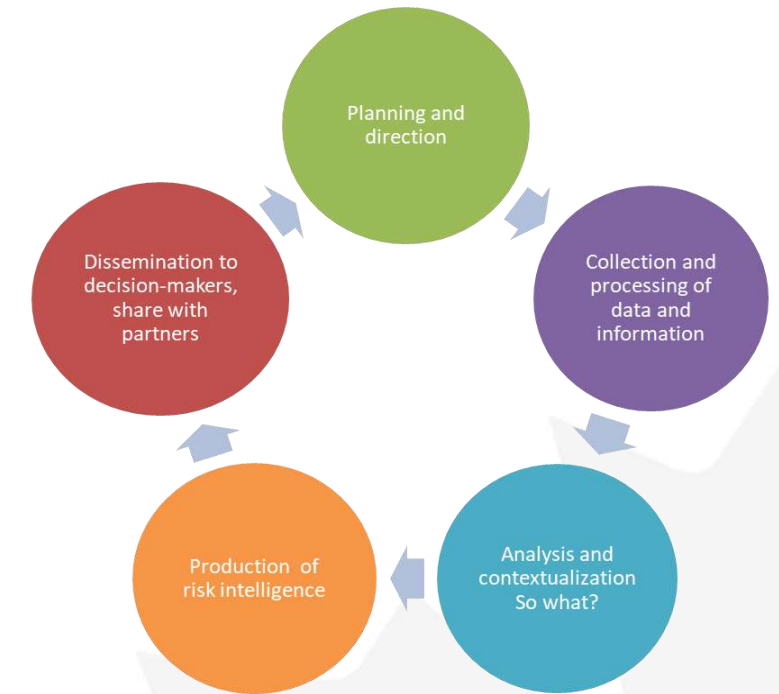 Planning and
direction
Collection and
processing of
data and
information
Analysis and
contextualization
So what?
Production of
risk intelligence
Dissemination to
decision-makers,
share with
partners